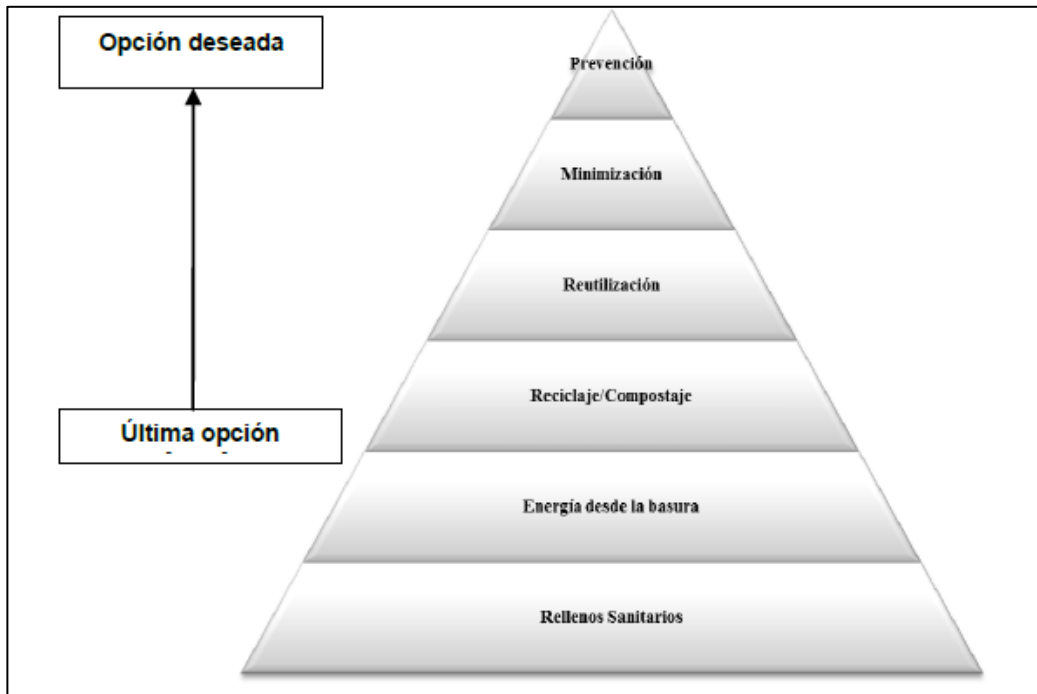 Opción deseada
Prevención
Minimización
Reutilización
Reciclaje/Compostaje
Última opción
Energía desde la basura
Rellenos Sanitarios